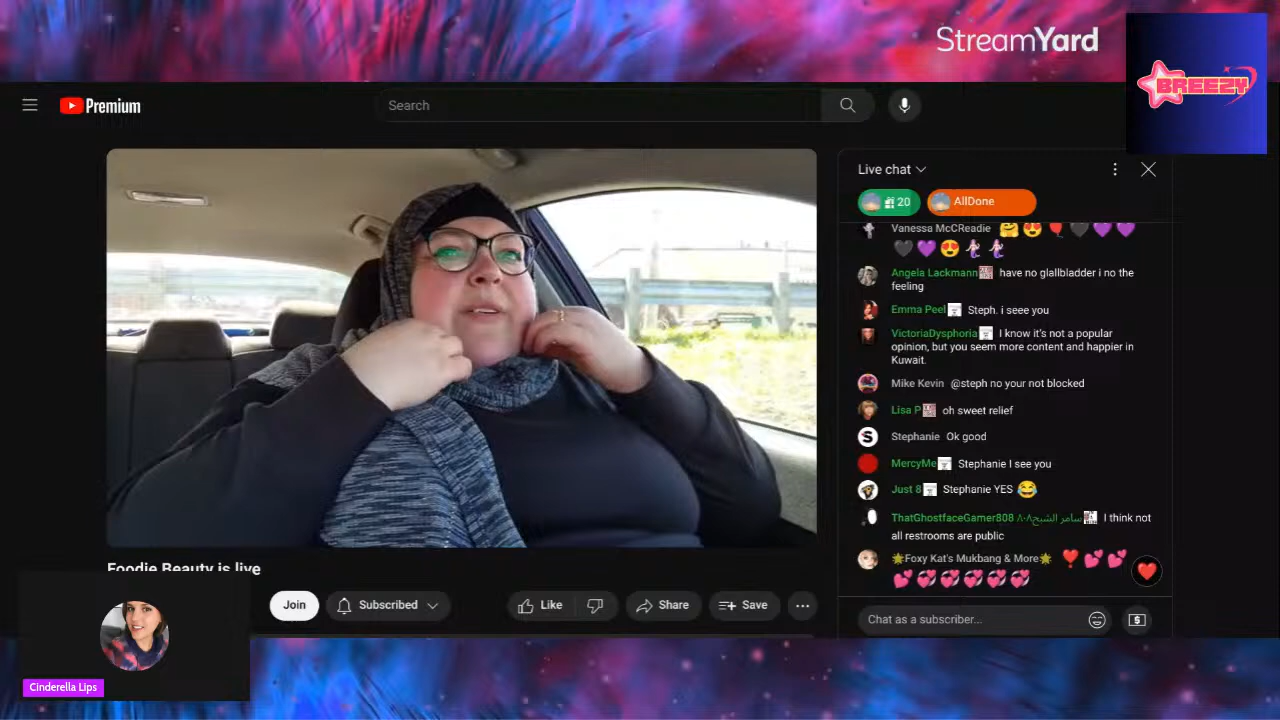 StreamYard
BREEZY
Premium
Search
Live chat
20
AllDone
Vanessa McCReadie
Angela Lackmann have no glallbladder i no the
feeling
Emma Peel Steph. i seee you
VictoriaDysphoria I know it's not a popular
opinion, but you seem more content and happier in
Kuwait.
Mike Kevin @steph no your not blocked
Lisa P oh sweet relief
Stephanie Ok good
MercyMe Stephanie I see you
Just 8 Stephanie YES 😂
ThatGhostfaceGamer808 سامر الشبح٨٠٨ I think not
all restrooms are public
🌟Foxy Kat's Mukbang & More🌟
Foodie Beauty is live
Join
Subscribed
Like
Share
Save
Chat as a subscriber...
Cinderella Lips